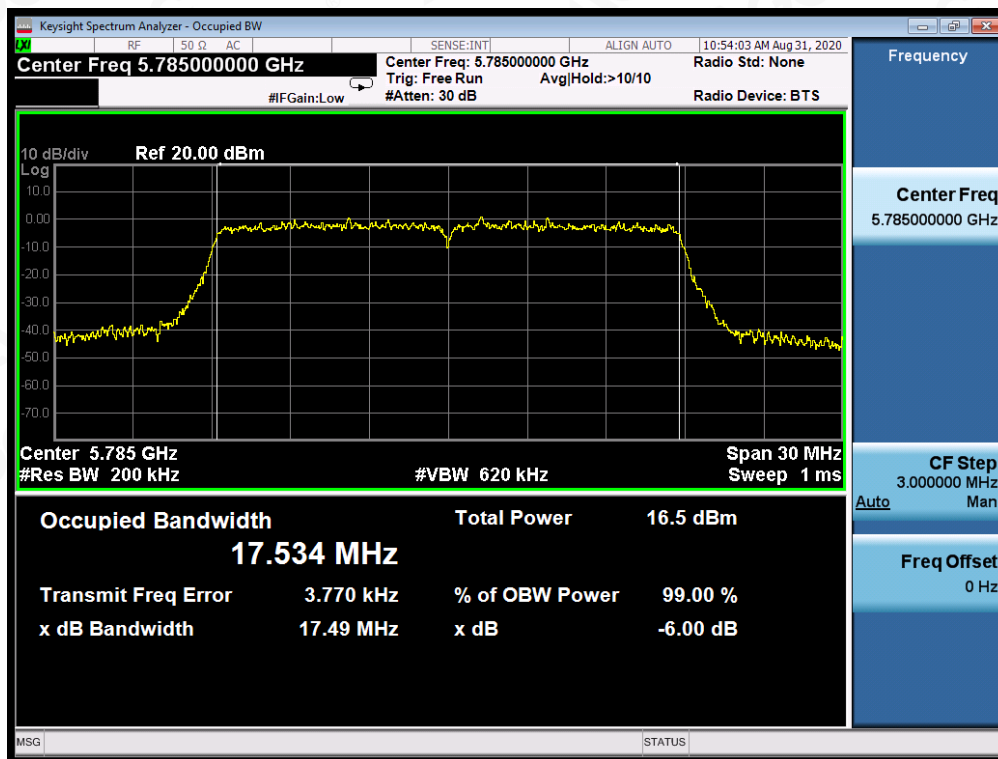 Keysight Spectrum Analyzer - Occupied BW
LXI RF 50 Ω AC SENSE:INT ALIGN AUTO 10:54:03 AM Aug 31, 2020
Center Freq 5.785000000 GHz
Center Freq: 5.785000000 GHz
Radio Std: None
Trig: Free Run Avg|Hold:>10/10
#IFGain:Low
#Atten: 30 dB
Radio Device: BTS
10 dB/div Ref 20.00 dBm
Log
10.0
0.00
-10.0
-20.0
-30.0
-40.0
-50.0
-60.0
-70.0
Center 5.785 GHz Span 30 MHz
#Res BW 200 kHz #VBW 620 kHz Sweep 1 ms
Occupied Bandwidth Total Power 16.5 dBm
17.534 MHz
Transmit Freq Error 3.770 kHz % of OBW Power 99.00 %
x dB Bandwidth 17.49 MHz x dB -6.00 dB
MSG STATUS
Frequency
Center Freq
5.785000000 GHz
CF Step
3.000000 MHz
Auto Man
Freq Offset
0 Hz